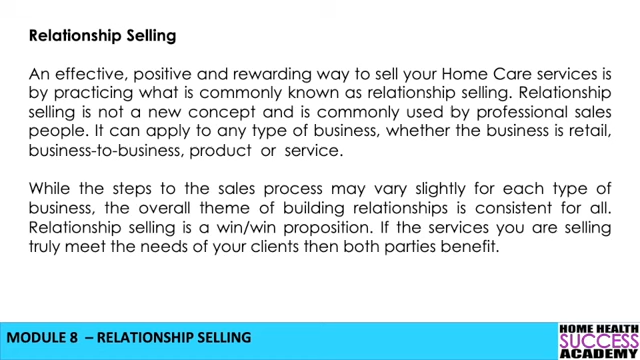 Relationship Selling
An effective, positive and rewarding way to sell your Home Care services is
by practicing what is commonly known as relationship selling. Relationship
selling is not a new concept and is commonly used by professional sales
people. It can apply to any type of business, whether the business is retail,
business-to-business, product or service.
While the steps to the sales process may vary slightly for each type of
business, the overall theme of building relationships is consistent for all.
Relationship selling is a win/win proposition. If the services you are selling
truly meet the needs of your clients then both parties benefit.
MODULE 8 – RELATIONSHIP SELLING
HOME HEALTH
SUCCESS
ACADEMY